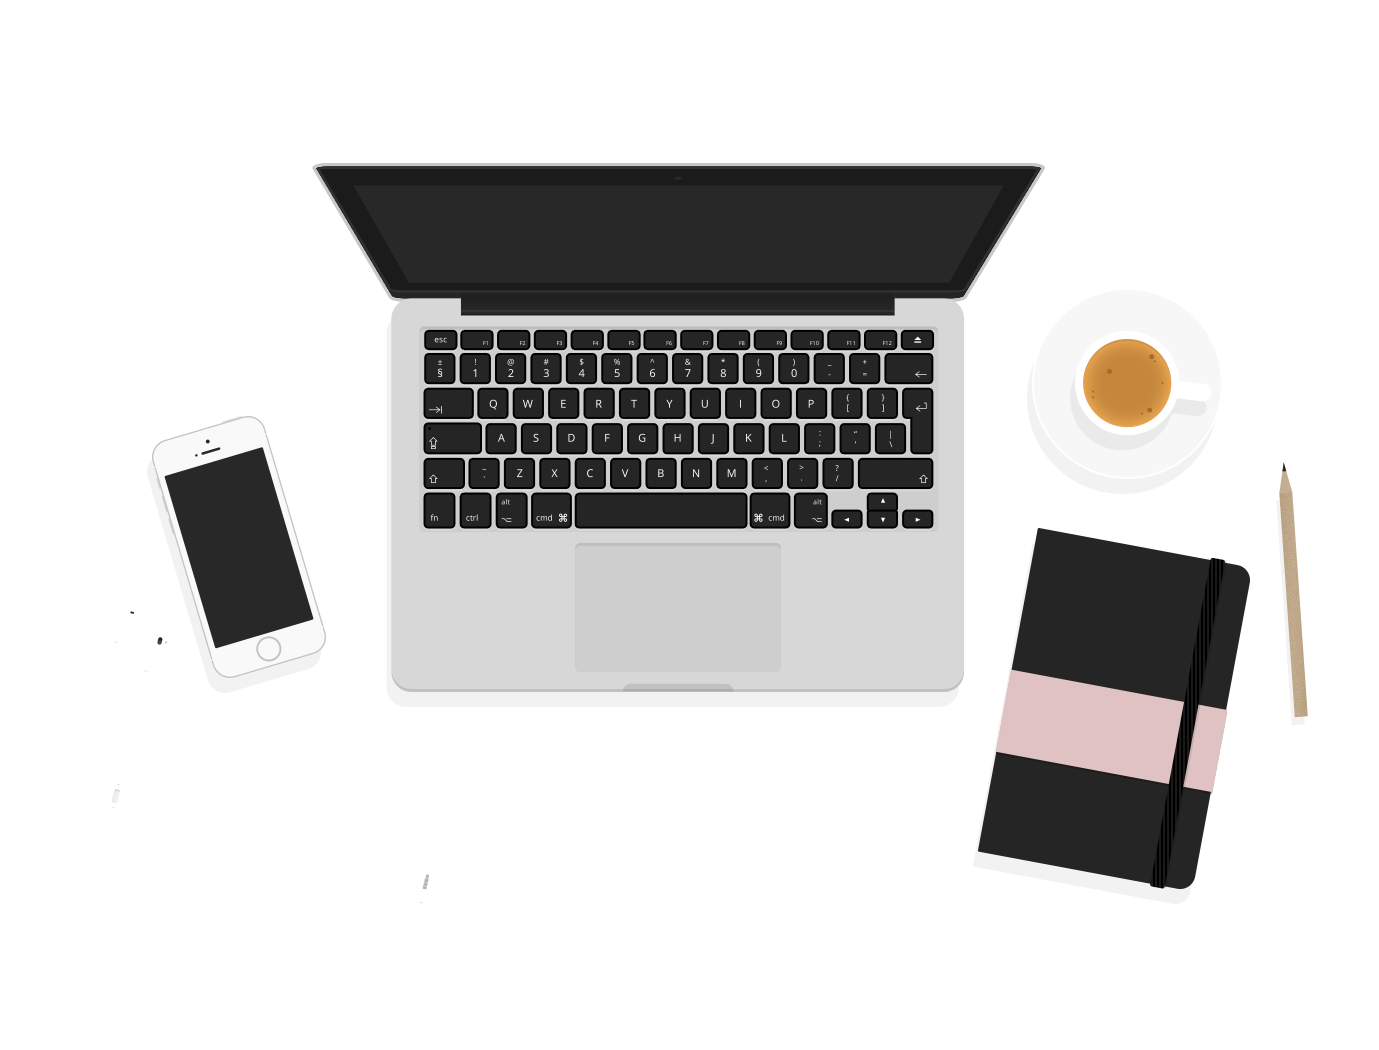 esc F1 F2 F3 F4 F5 F6 F7 F8 F9 F10 F11 F12
± ! @ # $ % ^ & * ( ) _ +
§ 1 2 3 4 5 6 7 8 9 0 - =
Q W E R T Y U I O P { }
[ ]
A S D F G H J K L : " |
; ' \
~ Z X C V B N M < > ?
, . /
alt alt
fn ctrl cmd ⌘ ⌘ cmd